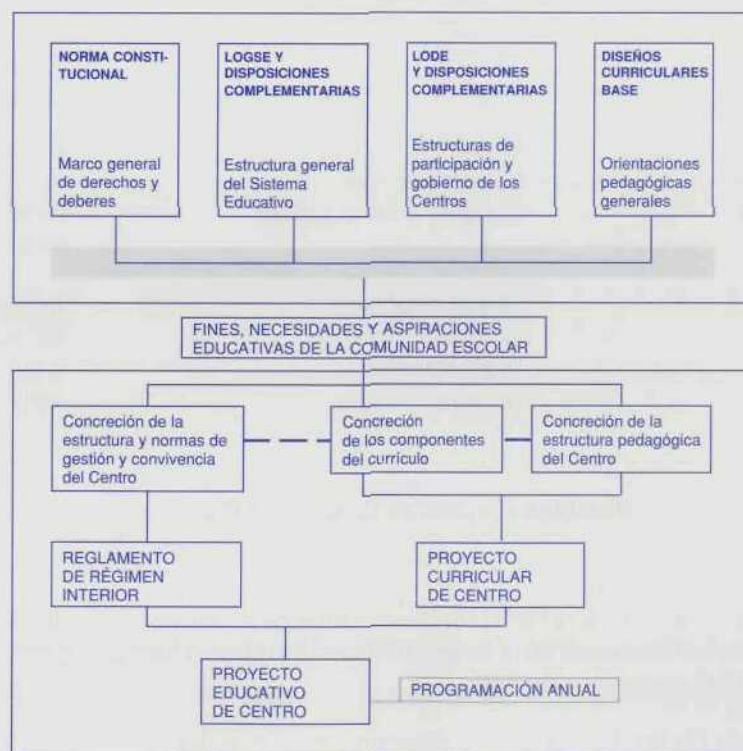 NORMA CONSTI-
TUCIONAL
Marco general
de derechos y
deberes
LOGSE Y
DISPOSICIONES
COMPLEMENTARIAS
Estructura general
del Sistema
Educativo
LODE
Y DISPOSICIONES
COMPLEMENTARIAS
Estructuras de
participación y
gobierno de los
Centros
DISEÑOS
CURRICULARES
BASE
Orientaciones
pedagógicas
generales
FINES, NECESIDADES Y ASPIRACIONES
EDUCATIVAS DE LA COMUNIDAD ESCOLAR
Concreción de la
estructura y normas de
gestión y convivencia
del Centro
Concreción
de los componentes
del currículo
Concreción de la
estructura pedagógica
del Centro
REGLAMENTO
DE RÉGIMEN
INTERIOR
PROYECTO
CURRICULAR
DE CENTRO
PROYECTO
EDUCATIVO
DE CENTRO
PROGRAMACIÓN ANUAL